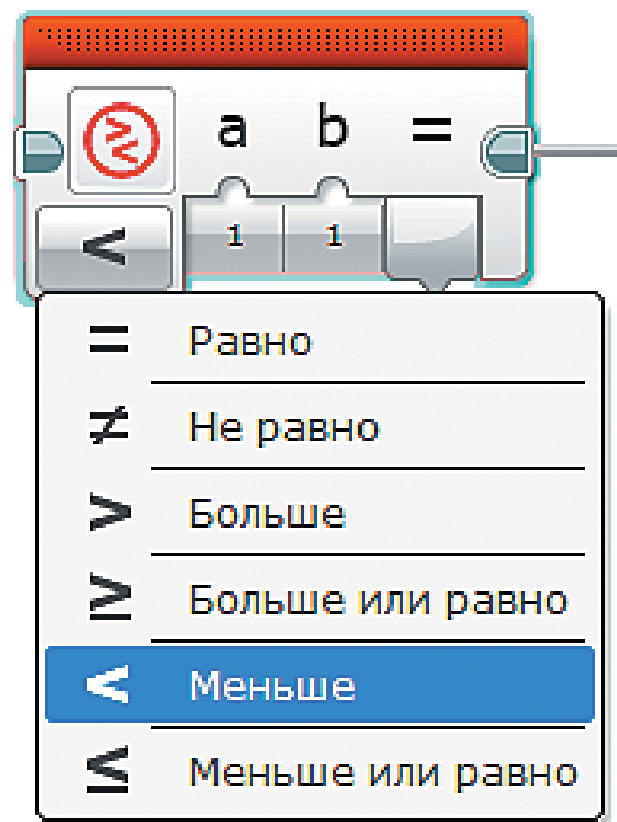 a b =
< 1 1
= Равно
≠ Не равно
> Больше
≥ Больше или равно
< Меньше
≤ Меньше или равно